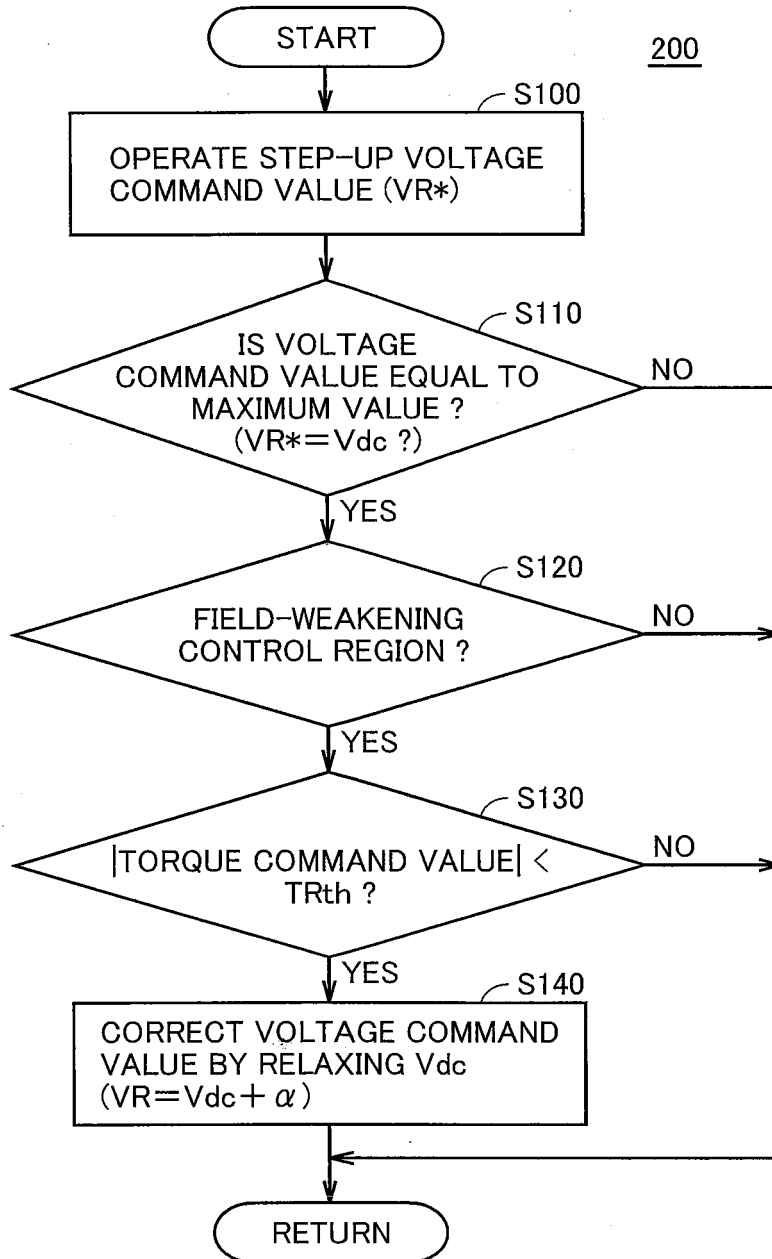 START
200
S100
OPERATE STEP-UP VOLTAGE
COMMAND VALUE (VR*)
S110
IS VOLTAGE
COMMAND VALUE EQUAL TO
MAXIMUM VALUE ?
(VR*=Vdc ?)
NO
YES
S120
FIELD-WEAKENING
CONTROL REGION ?
NO
YES
S130
|TORQUE COMMAND VALUE| <
TRth ?
NO
YES
S140
CORRECT VOLTAGE COMMAND
VALUE BY RELAXING Vdc
(VR=Vdc+ α)
RETURN